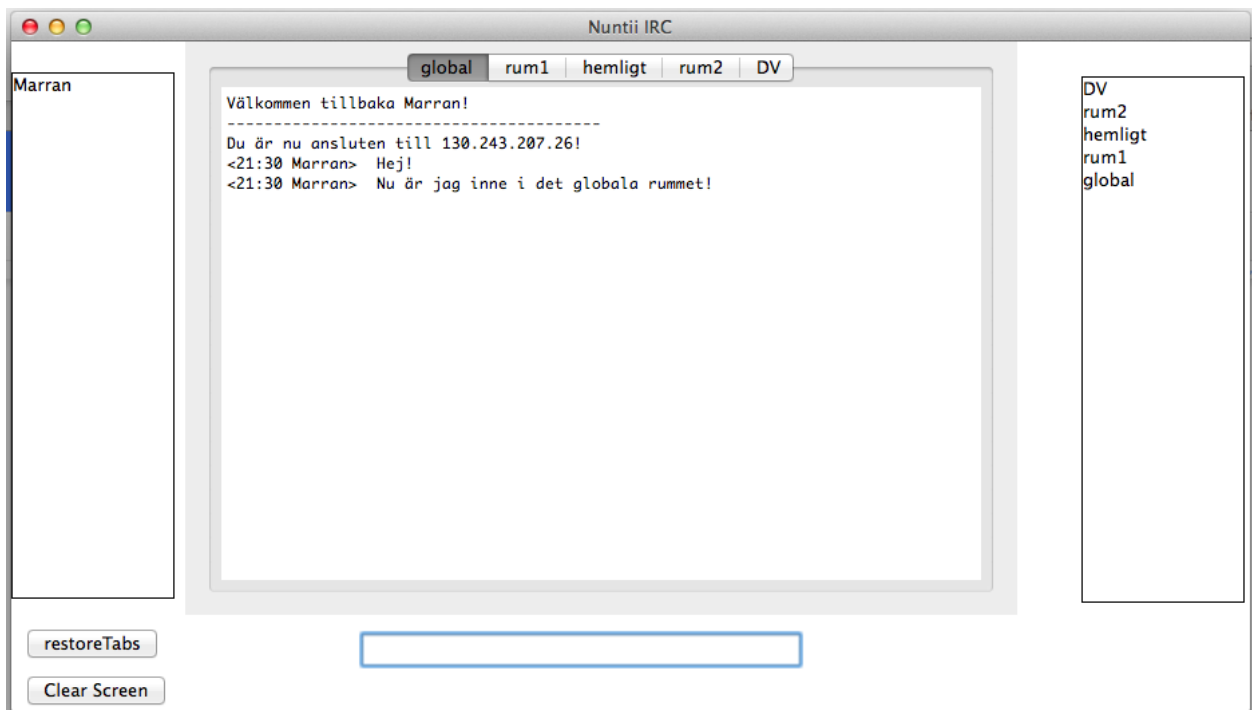 Nuntii IRC
Marran
global rum1 hemligt rum2 DV
Välkommen tillbaka Marran!
----------------------------------------
Du är nu ansluten till 130.243.207.26!
<21:30 Marran>  Hej!
<21:30 Marran>  Nu är jag inne i det globala rummet!
DV
rum2
hemligt
rum1
global
restoreTabs
Clear Screen